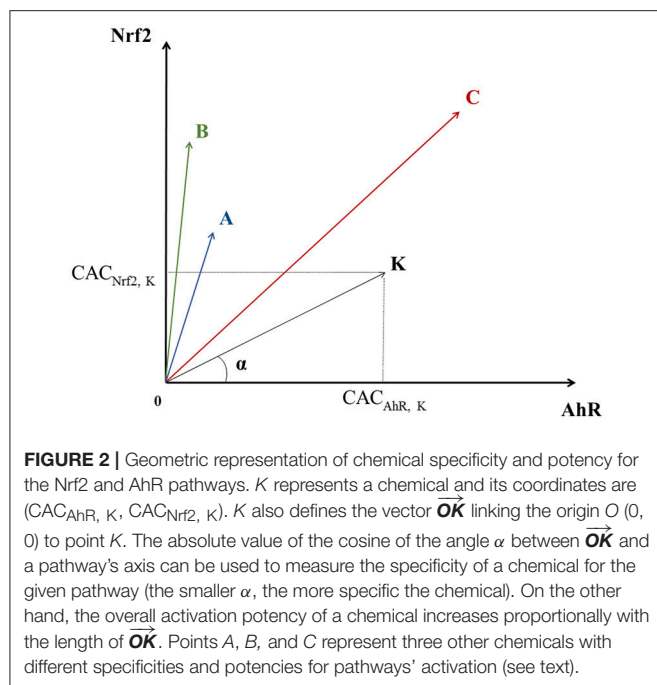 Nrf2
C
B
A
CAC_Nrf2, K
K
α
0
CAC_AhR, K
AhR
FIGURE 2 | Geometric representation of chemical specificity and potency for
the Nrf2 and AhR pathways. K represents a chemical and its coordinates are
(CAC_AhR, K, CAC_Nrf2, K). K also defines the vector \overrightarrow{OK} linking the origin O (0,
0) to point K. The absolute value of the cosine of the angle α between \overrightarrow{OK} and
a pathway's axis can be used to measure the specificity of a chemical for the
given pathway (the smaller α, the more specific the chemical). On the other
hand, the overall activation potency of a chemical increases proportionally with
the length of \overrightarrow{OK}. Points A, B, and C represent three other chemicals with
different specificities and potencies for pathways' activation (see text).